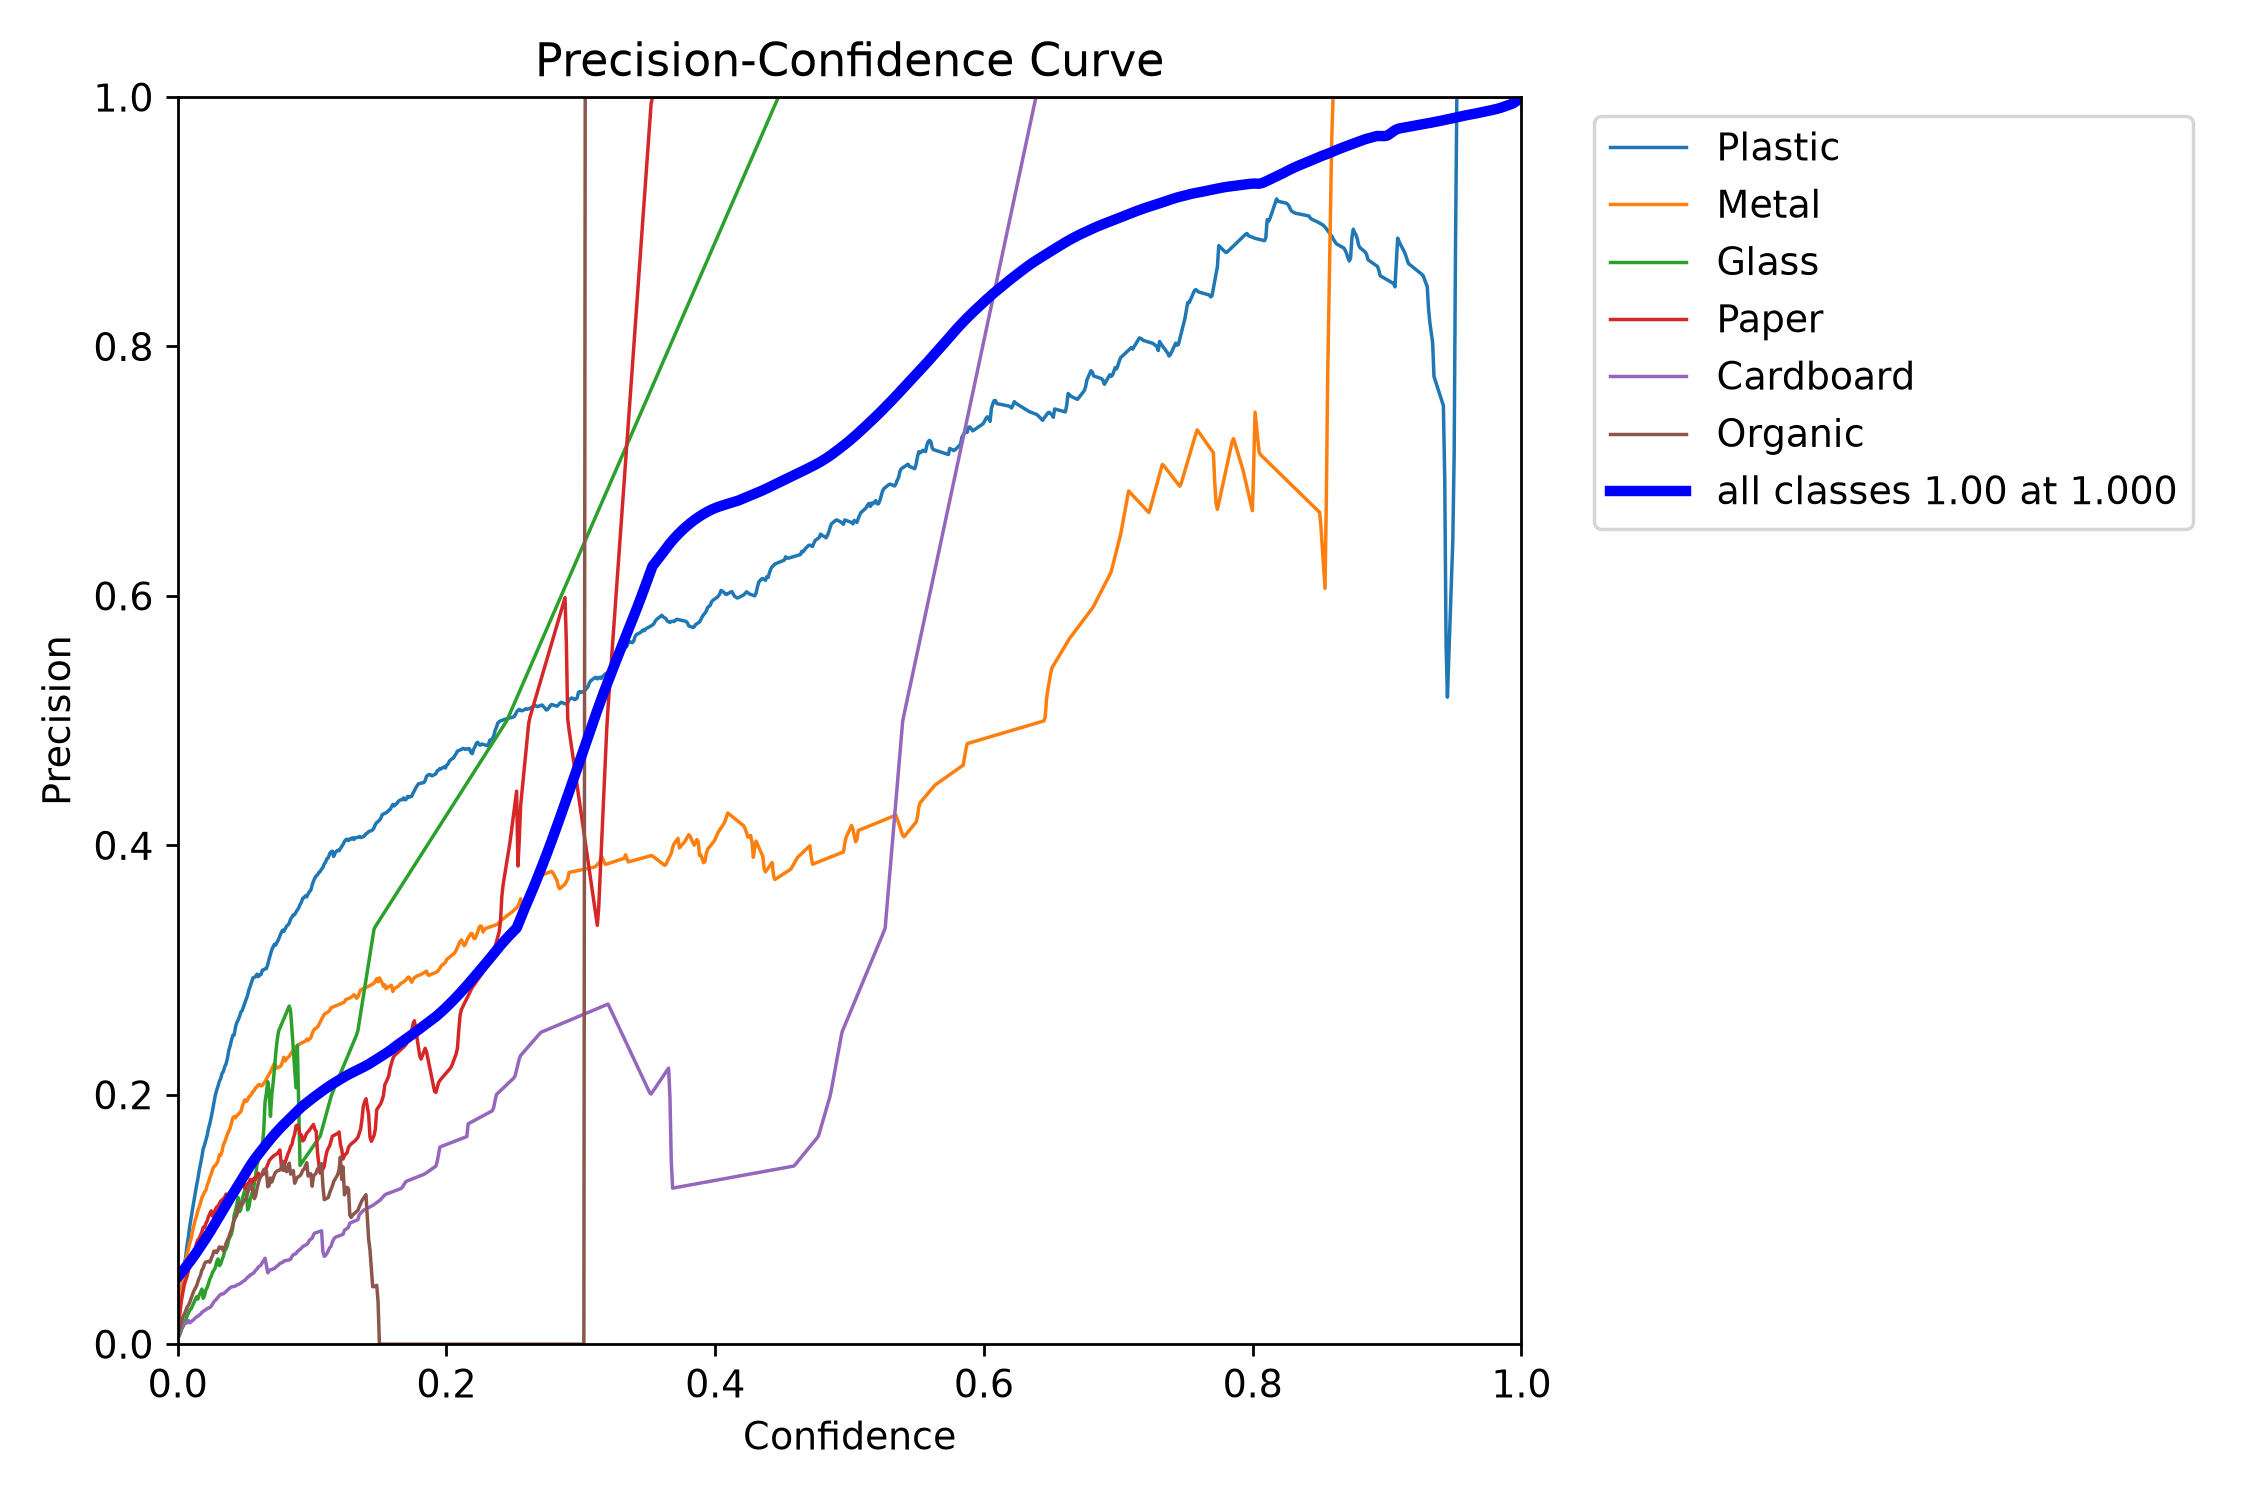 Precision-Confidence Curve
1.0
0.8
0.6
0.4
0.2
0.0
Precision
0.0 0.2 0.4 0.6 0.8 1.0
Confidence
Plastic
Metal
Glass
Paper
Cardboard
Organic
all classes 1.00 at 1.000